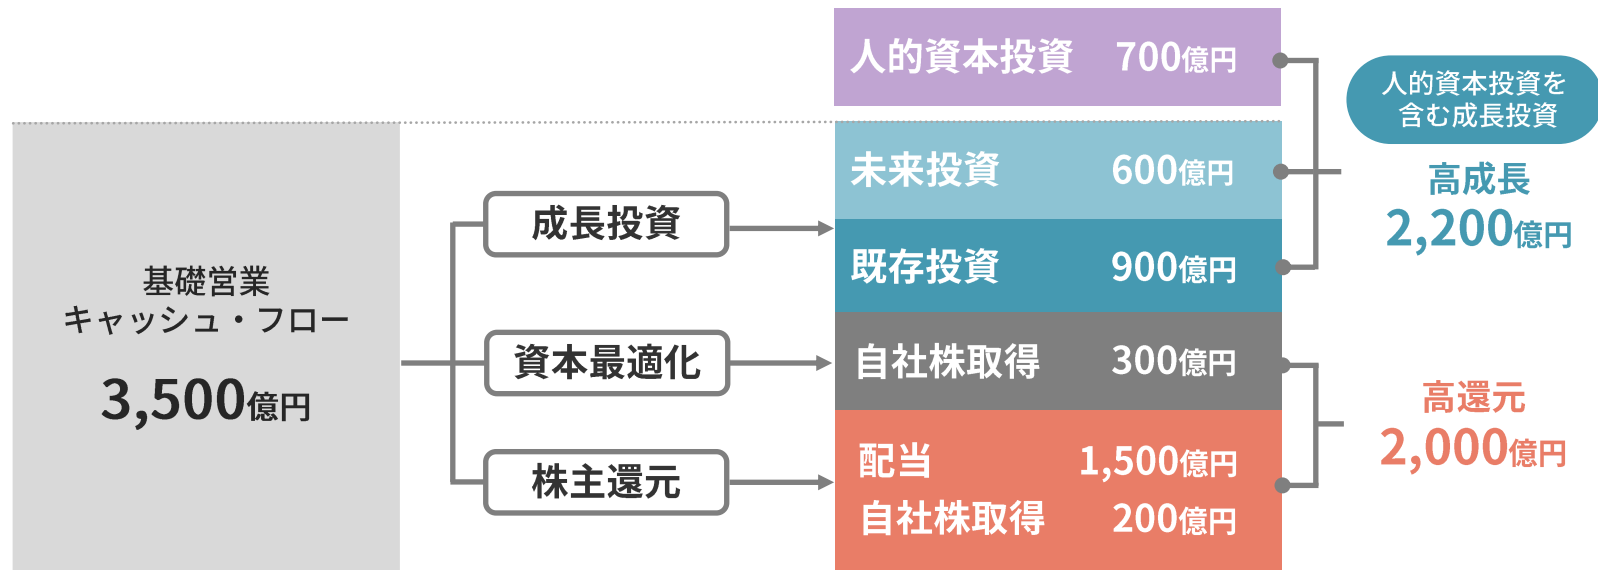 基礎営業
キャッシュ・フロー
3,500億円
成長投資
資本最適化
株主還元
人的資本投資 700億円
未来投資 600億円
既存投資 900億円
自社株取得 300億円
配当 1,500億円
自社株取得 200億円
人的資本投資を
含む成長投資
高成長
2,200億円
高還元
2,000億円